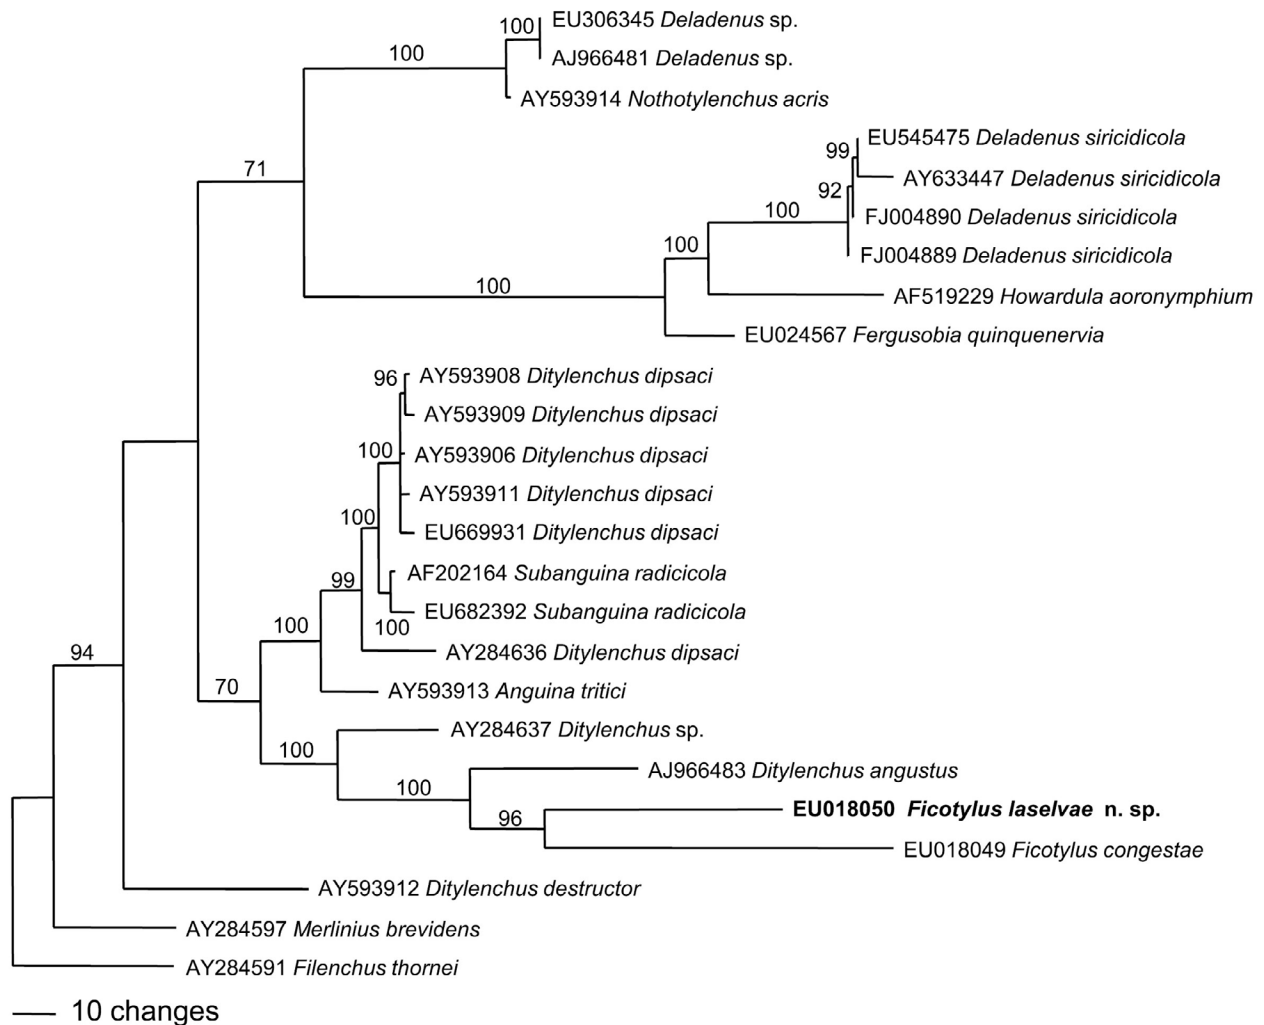 100 EU306345 Deladenus sp.
100 AJ966481 Deladenus sp.
AY593914 Nothotylenchus acris
EU545475 Deladenus siricidicola
99
71 AY633447 Deladenus siricidicola
92
100 FJ004890 Deladenus siricidicola
100 FJ004889 Deladenus siricidicola
100 AF519229 Howardula aoronymphium
EU024567 Fergusobia quinquenervia
96 AY593908 Ditylenchus dipsaci
AY593909 Ditylenchus dipsaci
100 AY593906 Ditylenchus dipsaci
AY593911 Ditylenchus dipsaci
100 EU669931 Ditylenchus dipsaci
99 AF202164 Subanguina radicicola
EU682392 Subanguina radicicola
100 100
94 AY284636 Ditylenchus dipsaci
70 AY593913 Anguina tritici
AY284637 Ditylenchus sp.
100
100 AJ966483 Ditylenchus angustus
96 EU018050 Ficotylus laselvae n. sp.
EU018049 Ficotylus congestae
AY593912 Ditylenchus destructor
AY284597 Merlinius brevidens
AY284591 Filenchus thornei
10 changes